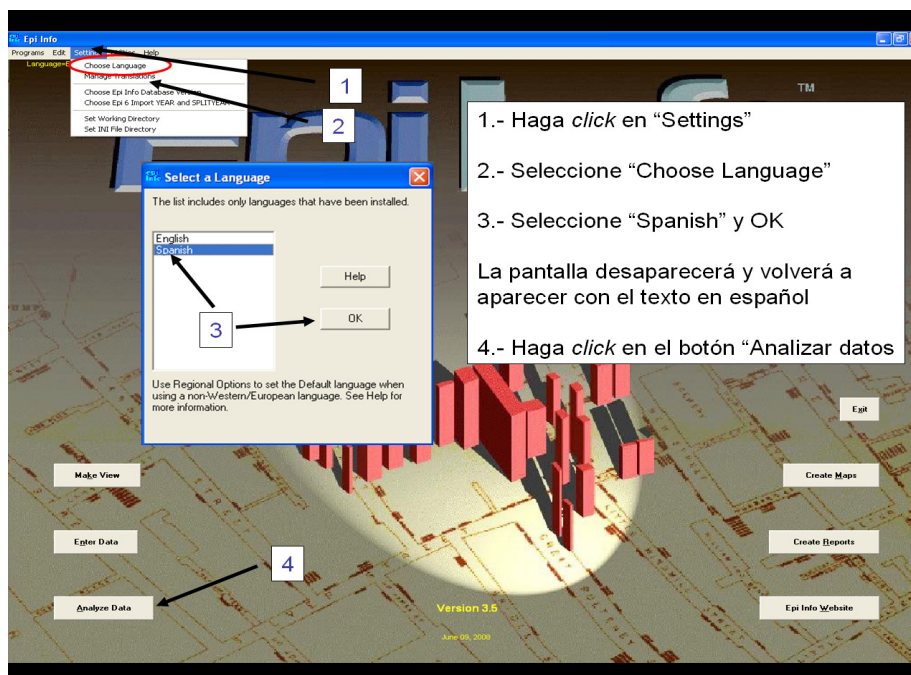 Epi Info
Programs Edit Settings Utilities Help
Choose Language
Manage Translations
Choose Epi Info Database Version
Choose Epi 6 Import YEAR and SPLITYEAR
Set Working Directory
Set INI File Directory
1
2
TM
Select a Language
The list includes only languages that have been installed.
English
Spanish
Help
OK
3
Use Regional Options to set the Default language when
using a non-Western/European language. See Help for
more information.
1.- Haga click en “Settings”
2.- Seleccione “Choose Language”
3.- Seleccione “Spanish” y OK
La pantalla desaparecerá y volverá a
aparecer con el texto en español
4.- Haga click en el botón “Analizar datos
Exit
Make View
Create Maps
Enter Data
Create Reports
4
Analyze Data
Version 3.5
Epi Info Website
June 09, 2008